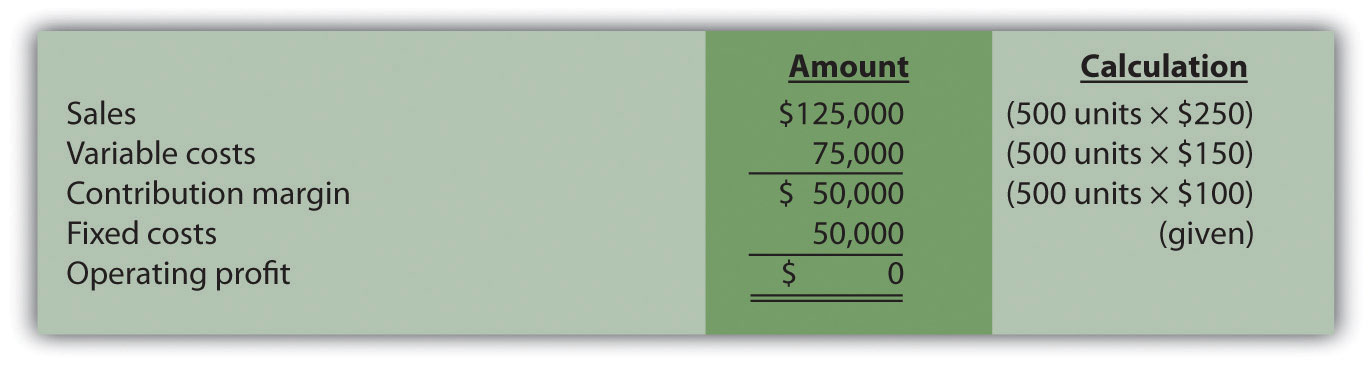 Amount Calculation
Sales $125,000 (500 units × $250)
Variable costs 75,000 (500 units × $150)
Contribution margin $ 50,000 (500 units × $100)
Fixed costs 50,000 (given)
Operating profit $ 0